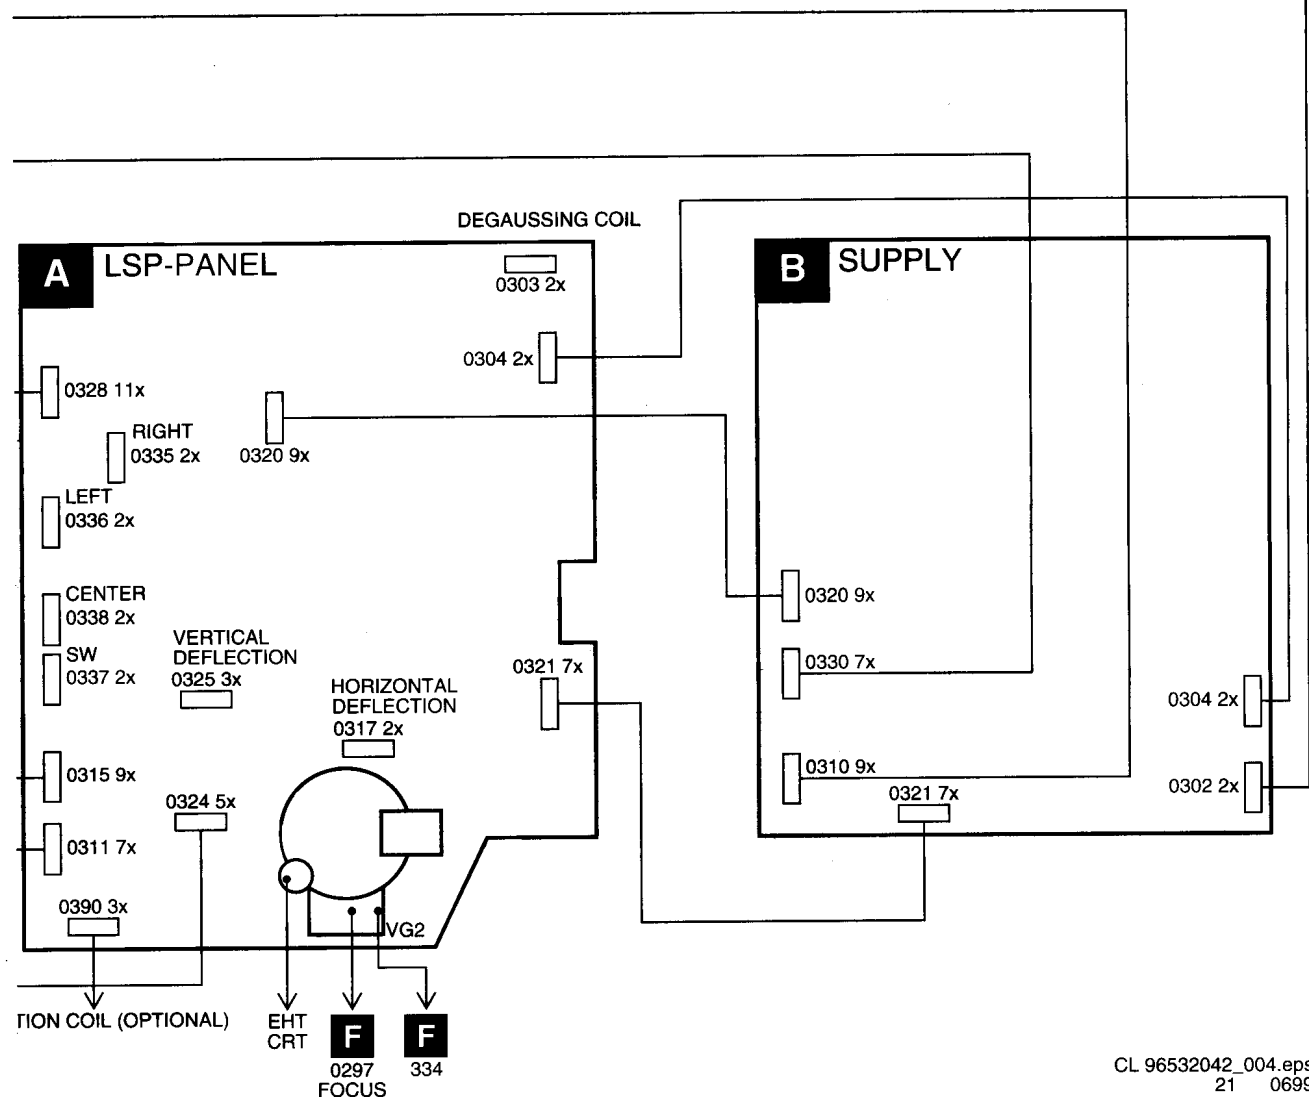 DEGAUSSING COIL
A
LSP-PANEL
0303 2x
0304 2x
0328 11x
RIGHT
0335 2x
0320 9x
LEFT
0336 2x
CENTER
0338 2x
SW
0337 2x
VERTICAL
DEFLECTION
0325 3x
HORIZONTAL
DEFLECTION
0317 2x
0321 7x
0315 9x
0324 5x
0311 7x
0390 3x
VG2
TION COIL (OPTIONAL)
EHT
CRT
F
0297
FOCUS
F
334
B
SUPPLY
0320 9x
0330 7x
0304 2x
0310 9x
0302 2x
0321 7x
CL 96532042_004.eps
21 0699